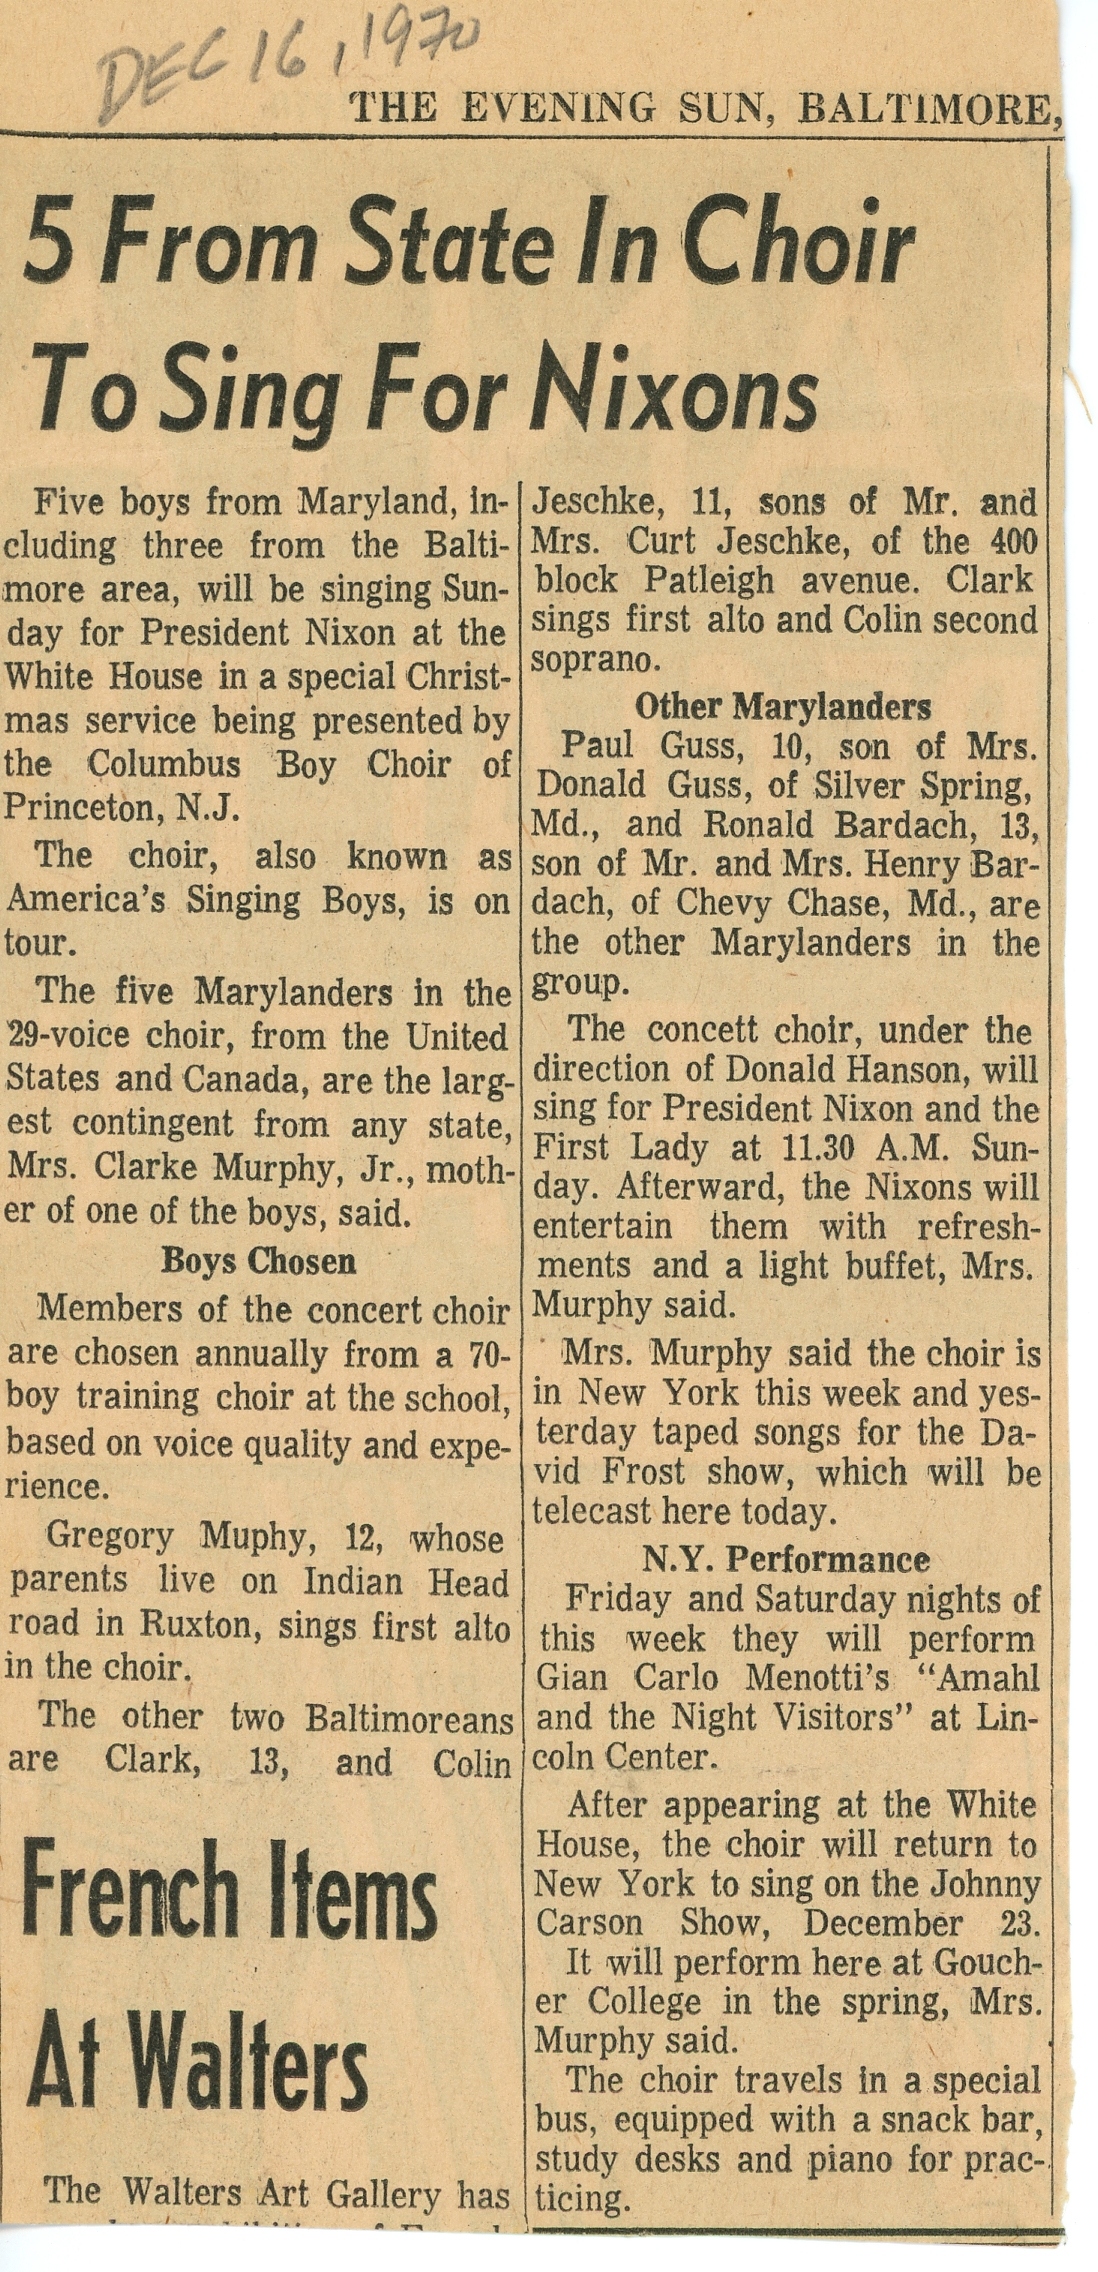 DEC 16, 1970
THE EVENING SUN, BALTIMORE,
5 From State In Choir
To Sing For Nixons
Five boys from Maryland, in-
cluding three from the Balti-
more area, will be singing Sun-
day for President Nixon at the
White House in a special Christ-
mas service being presented by
the Columbus Boy Choir of
Princeton, N.J.
The choir, also known as
America's Singing Boys, is on
tour.
The five Marylanders in the
29-voice choir, from the United
States and Canada, are the larg-
est contingent from any state,
Mrs. Clarke Murphy, Jr., moth-
er of one of the boys, said.
Boys Chosen
Members of the concert choir
are chosen annually from a 70-
boy training choir at the school,
based on voice quality and expe-
rience.
Gregory Muphy, 12, whose
parents live on Indian Head
road in Ruxton, sings first alto
in the choir.
The other two Baltimoreans
are Clark, 13, and Colin
Jeschke, 11, sons of Mr. and
Mrs. Curt Jeschke, of the 400
block Patleigh avenue. Clark
sings first alto and Colin second
soprano.
Other Marylanders
Paul Guss, 10, son of Mrs.
Donald Guss, of Silver Spring,
Md., and Ronald Bardach, 13,
son of Mr. and Mrs. Henry Bar-
dach, of Chevy Chase, Md., are
the other Marylanders in the
group.
The concett choir, under the
direction of Donald Hanson, will
sing for President Nixon and the
First Lady at 11.30 A.M. Sun-
day. Afterward, the Nixons will
entertain them with refresh-
ments and a light buffet, Mrs.
Murphy said.
Mrs. Murphy said the choir is
in New York this week and yes-
terday taped songs for the Da-
vid Frost show, which will be
telecast here today.
N.Y. Performance
Friday and Saturday nights of
this week they will perform
Gian Carlo Menotti's "Amahl
and the Night Visitors" at Lin-
coln Center.
After appearing at the White
House, the choir will return to
New York to sing on the Johnny
Carson Show, December 23.
It will perform here at Gouch-
er College in the spring, Mrs.
Murphy said.
The choir travels in a special
bus, equipped with a snack bar,
study desks and piano for prac-
ticing.
French Items
At Walters
The Walters Art Gallery has